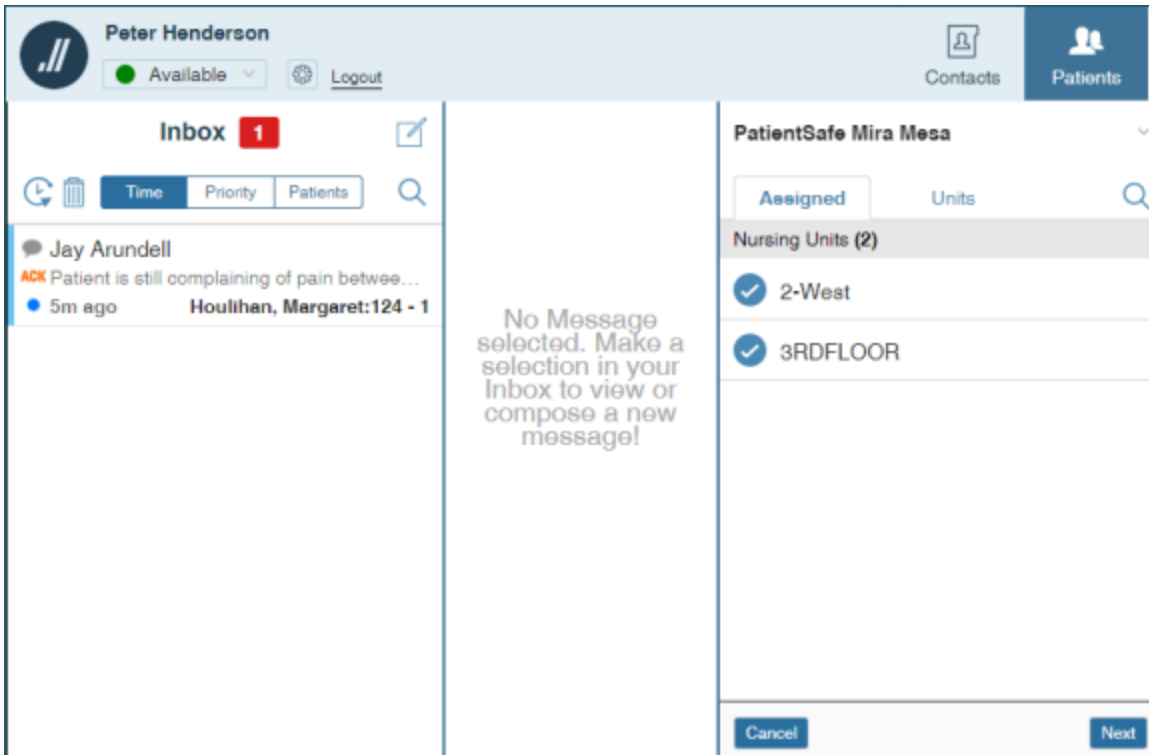 Peter Henderson
Available
Logout
Contacts
Patients
Inbox 1
Time Priority Patients
Jay Arundell
ACK Patient is still complaining of pain betwee...
5m ago Houlihan, Margaret:124 - 1
No Message
selected. Make a
selection in your
Inbox to view or
compose a new
message!
PatientSafe Mira Mesa
Assigned Units
Nursing Units (2)
2-West
3RDFLOOR
Cancel Next